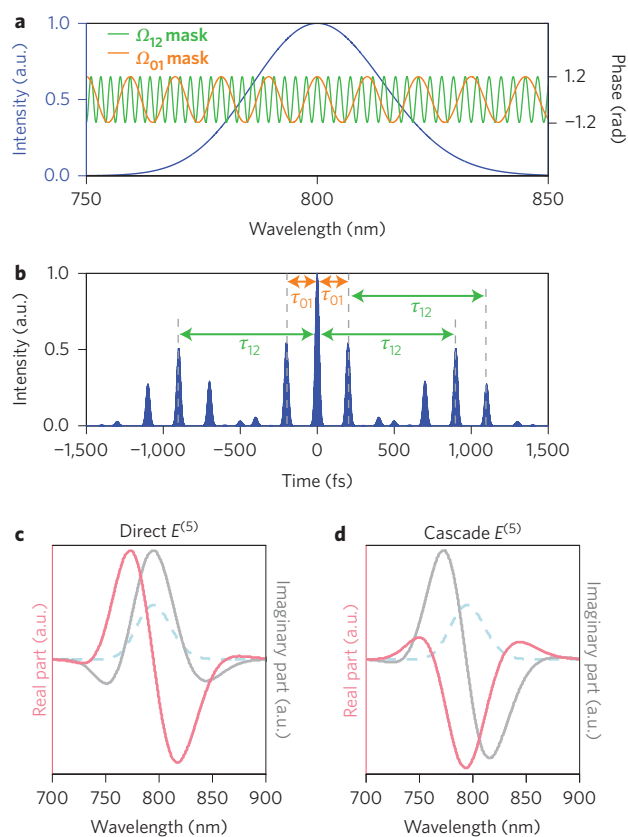 a
Intensity (a.u.)
1.0
0.5
0.0
Ω12 mask
Ω01 mask
1.2
−1.2
Phase (rad)
750 800 850
Wavelength (nm)
b
Intensity (a.u.)
1.0
0.5
0.0
τ01 τ01
τ12
τ12 τ12
−1,500 −1,000 −500 0 500 1,000 1,500
Time (fs)
c
Direct E(5)
Real part (a.u.)
Imaginary part (a.u.)
700 750 800 850 900
Wavelength (nm)
d
Cascade E(5)
Real part (a.u.)
Imaginary part (a.u.)
700 750 800 850 900
Wavelength (nm)